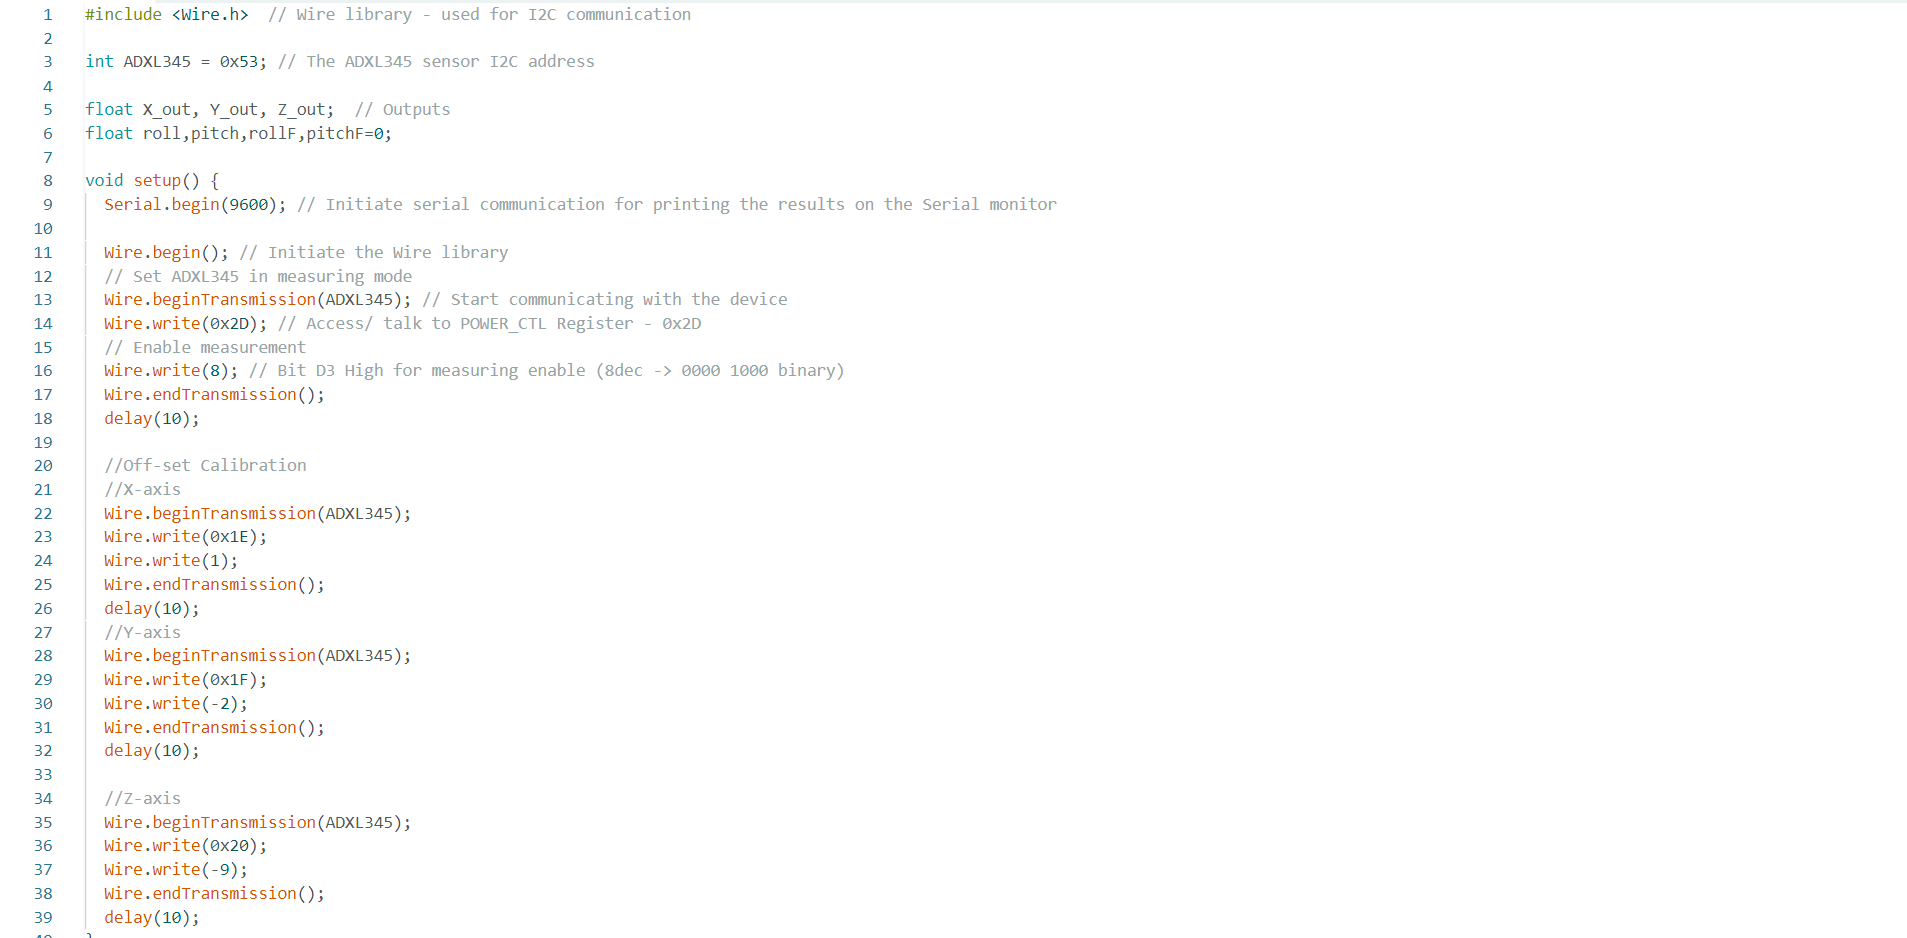 1 #include <Wire.h>  // Wire library - used for I2C communication
2
3 int ADXL345 = 0x53; // The ADXL345 sensor I2C address
4
5 float X_out, Y_out, Z_out;  // Outputs
6 float roll,pitch,rollF,pitchF=0;
7
8 void setup() {
9   Serial.begin(9600); // Initiate serial communication for printing the results on the Serial monitor
10
11   Wire.begin(); // Initiate the Wire library
12   // Set ADXL345 in measuring mode
13   Wire.beginTransmission(ADXL345); // Start communicating with the device
14   Wire.write(0x2D); // Access/ talk to POWER_CTL Register - 0x2D
15   // Enable measurement
16   Wire.write(8); // Bit D3 High for measuring enable (8dec -> 0000 1000 binary)
17   Wire.endTransmission();
18   delay(10);
19
20   //Off-set Calibration
21   //X-axis
22   Wire.beginTransmission(ADXL345);
23   Wire.write(0x1E);
24   Wire.write(1);
25   Wire.endTransmission();
26   delay(10);
27   //Y-axis
28   Wire.beginTransmission(ADXL345);
29   Wire.write(0x1F);
30   Wire.write(-2);
31   Wire.endTransmission();
32   delay(10);
33
34   //Z-axis
35   Wire.beginTransmission(ADXL345);
36   Wire.write(0x20);
37   Wire.write(-9);
38   Wire.endTransmission();
39   delay(10);